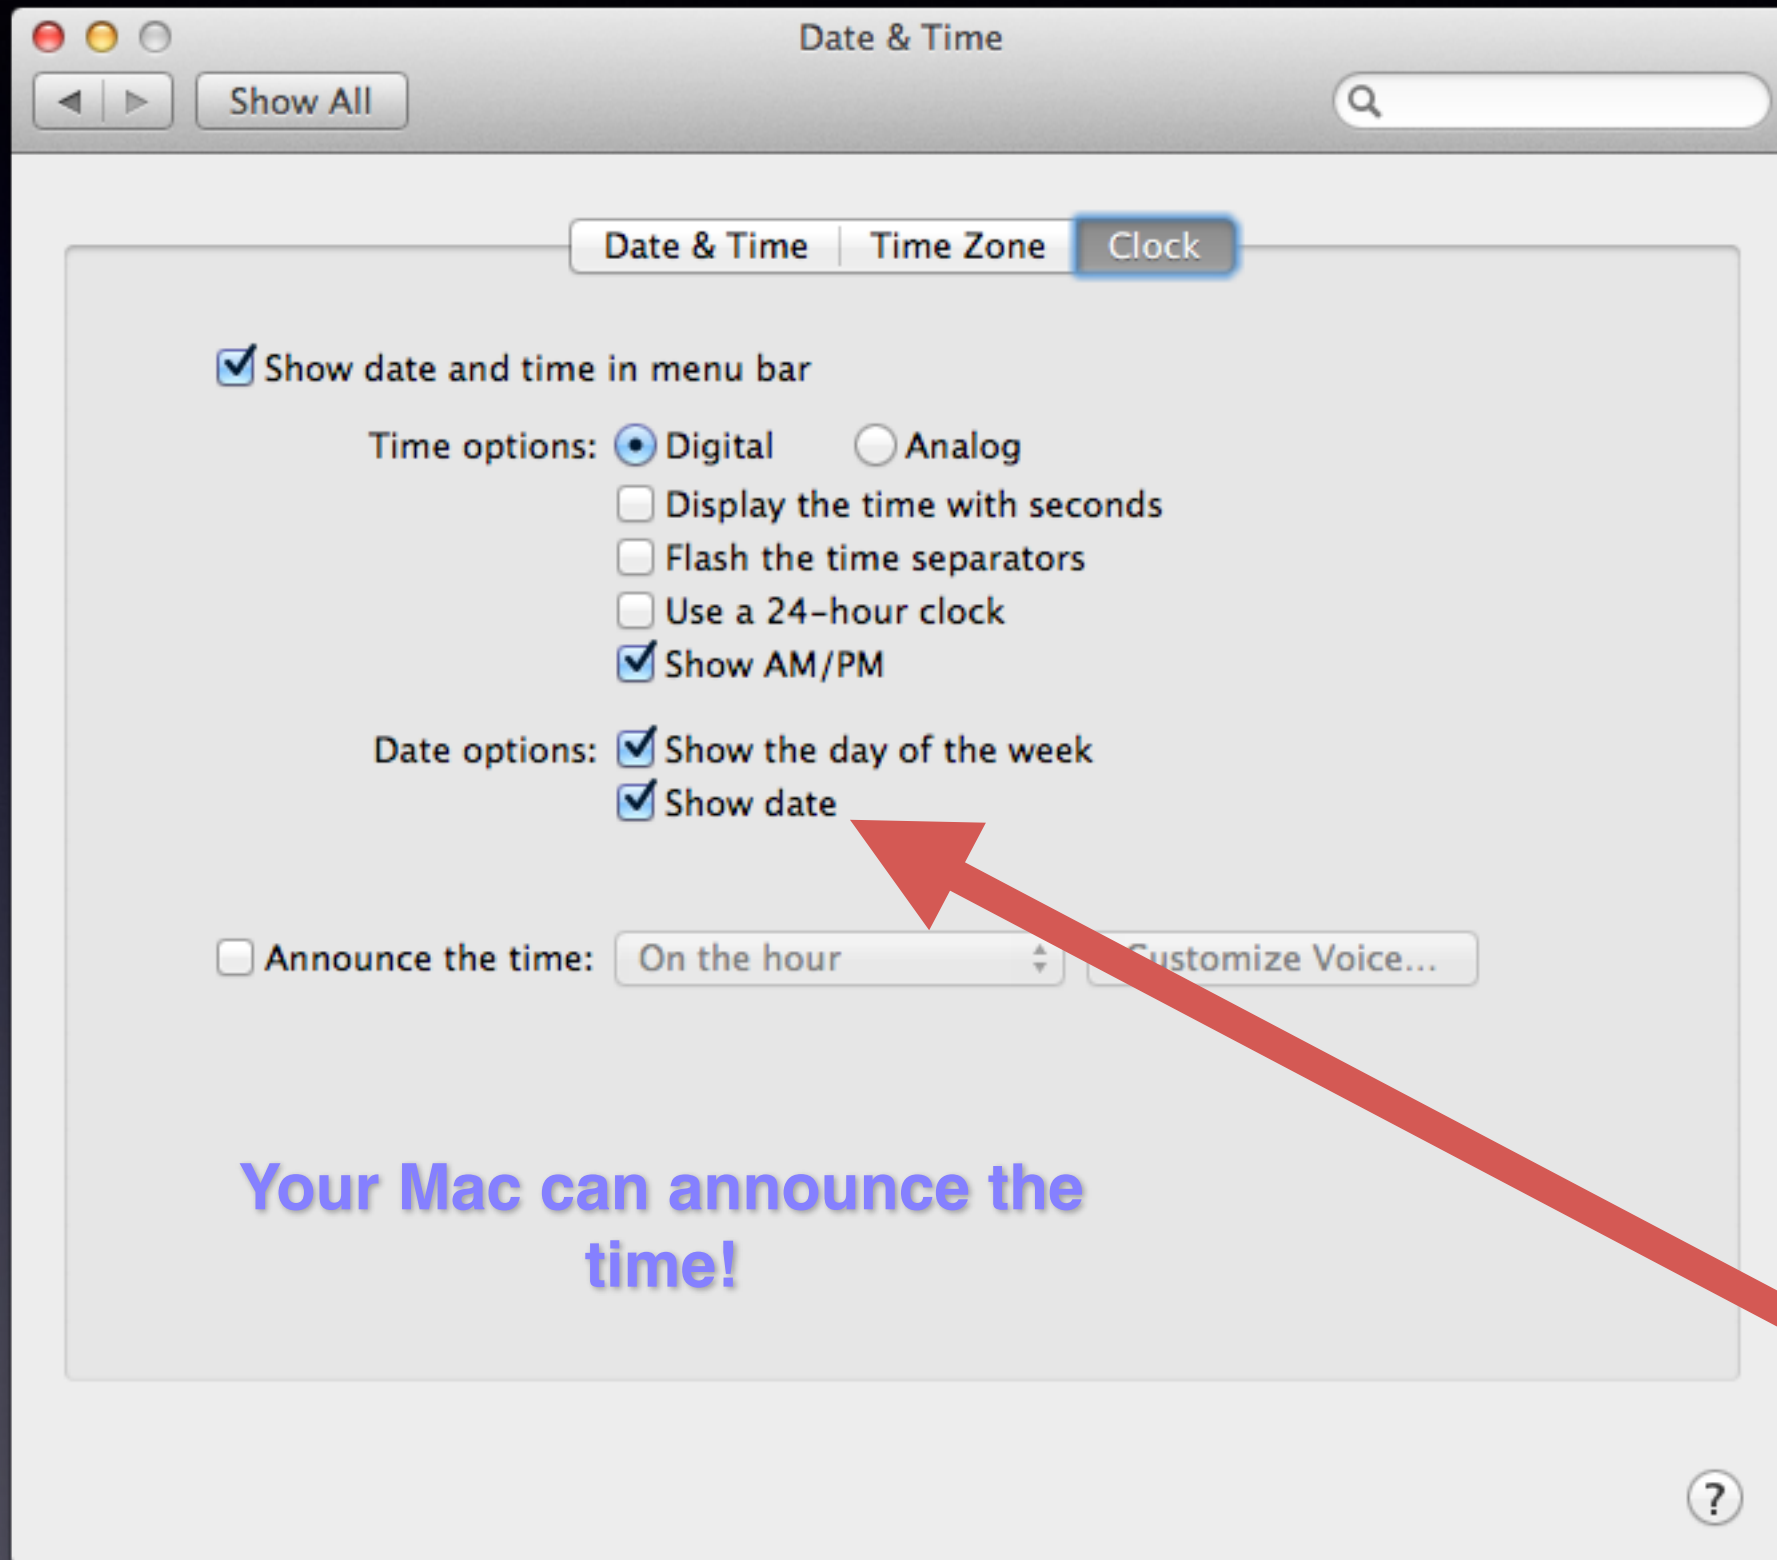 Date & Time
Show All
Date & Time Time Zone Clock
Show date and time in menu bar
Time options: Digital Analog
Display the time with seconds
Flash the time separators
Use a 24-hour clock
Show AM/PM
Date options: Show the day of the week
Show date
Announce the time: On the hour Customize Voice...
Your Mac can announce the
time!
?